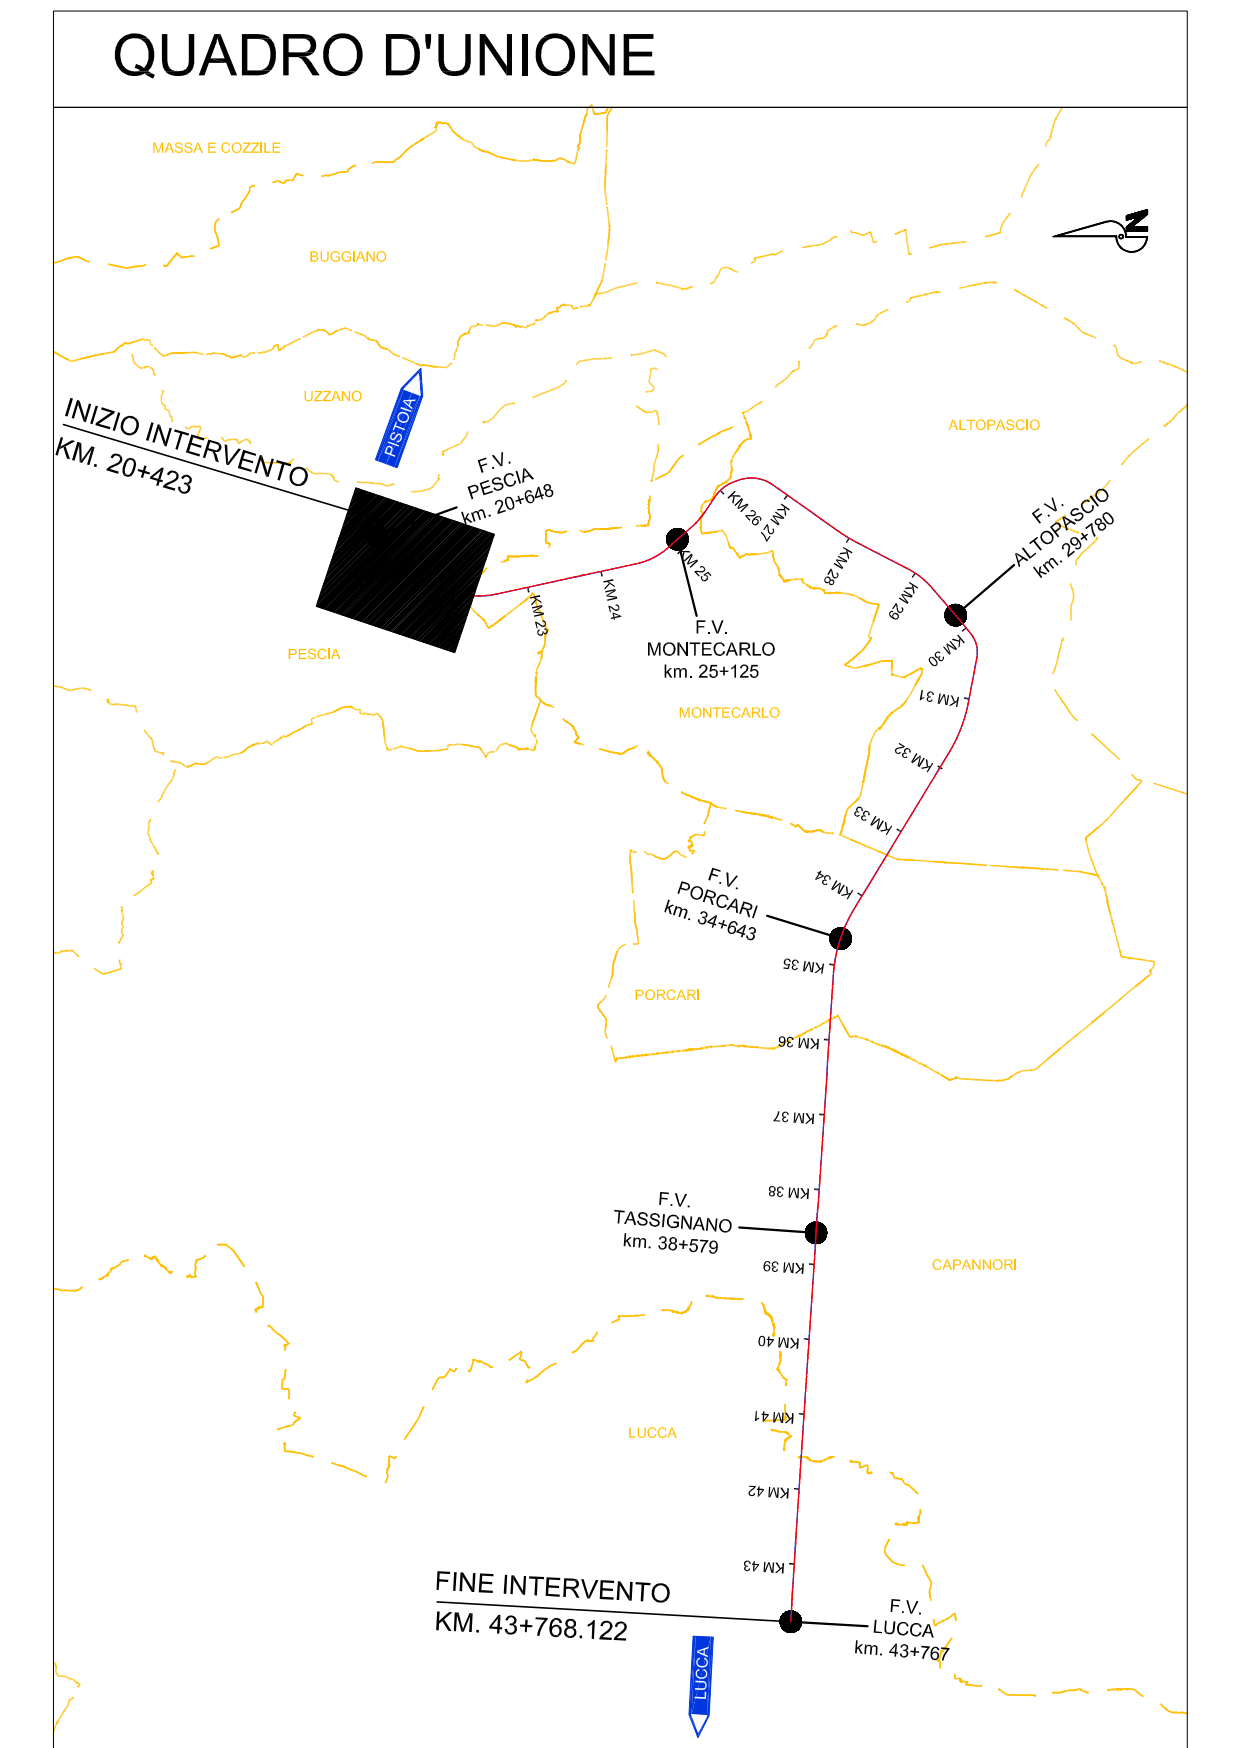 QUADRO D'UNIONE
MASSA E COZZILE
BUGGIANO
N
UZZANO
PISTOIA
INIZIO INTERVENTO
KM. 20+423
F.V.
PESCIA
km. 20+648
ALTOPASCIO
F.V.
ALTOPASCIO
km. 29+780
KM 26
KM 27
KM 28
KM 29
KM 25
KM 24
KM 23
F.V.
MONTECARLO
km. 25+125
PESCIA
KM 30
KM 31
MONTECARLO
KM 32
KM 33
KM 34
F.V.
PORCARI
km. 34+643
KM 35
PORCARI
KM 36
KM 37
KM 38
F.V.
TASSIGNANO
km. 38+579
KM 39
CAPANNORI
KM 40
KM 41
LUCCA
KM 42
KM 43
FINE INTERVENTO
KM. 43+768.122
F.V.
LUCCA
km. 43+767
LUCCA